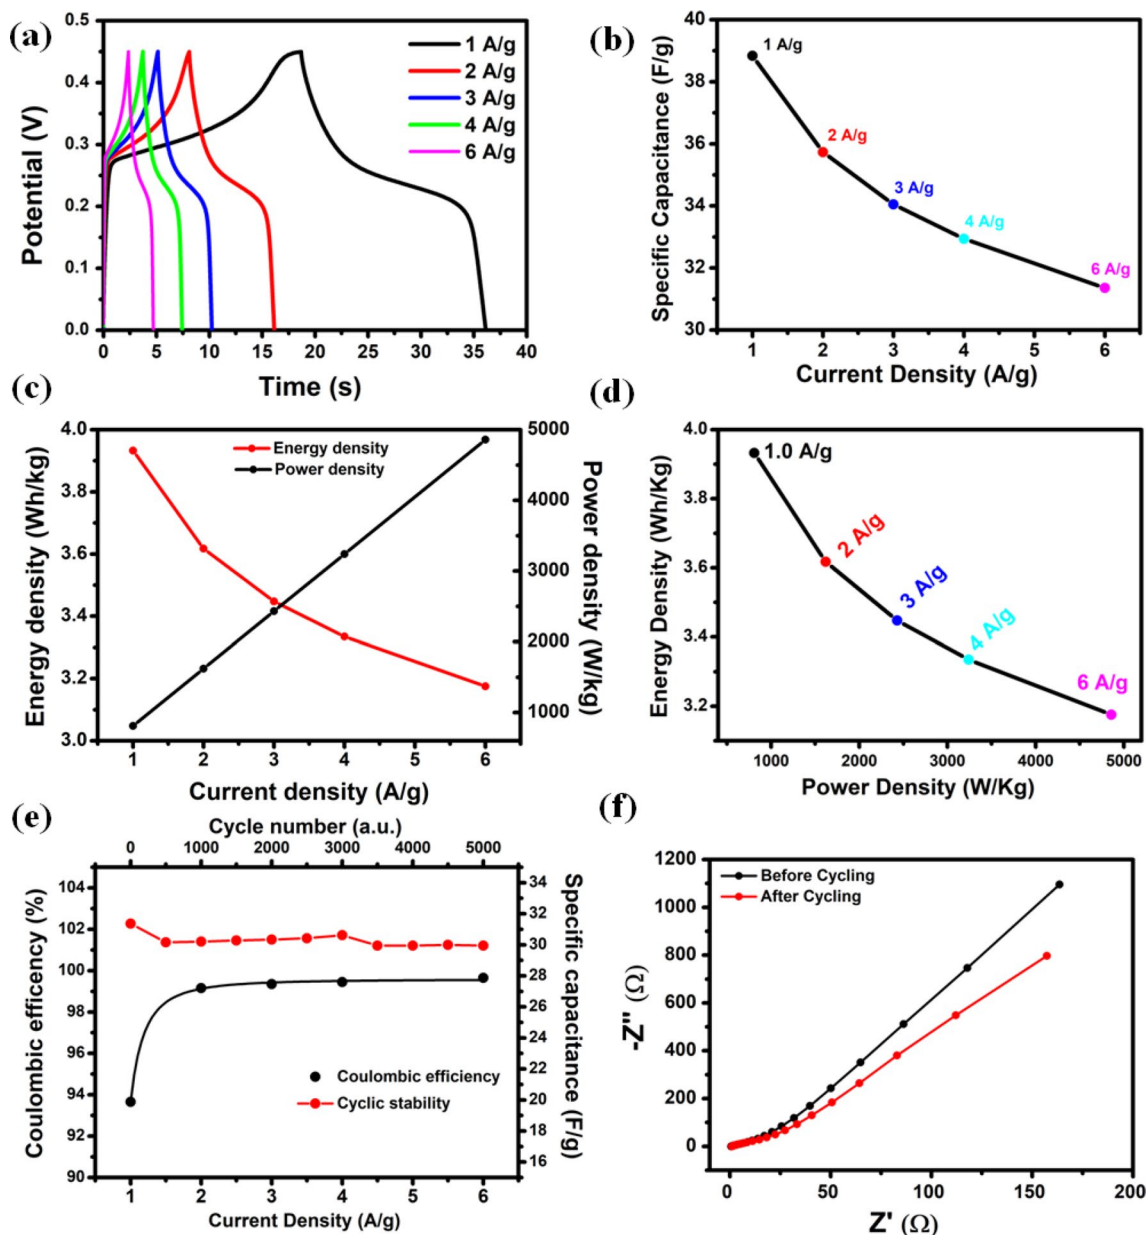 (a)
1 A/g
2 A/g
3 A/g
4 A/g
6 A/g
0.5
0.4
0.3
0.2
0.1
0.0
Potential (V)
0 5 10 15 20 25 30 35 40
Time (s)
(b)
1 A/g
2 A/g
3 A/g
4 A/g
6 A/g
40
38
36
34
32
30
Specific Capacitance (F/g)
1 2 3 4 5 6
Current Density (A/g)
(c)
Energy density
Power density
4.0
3.8
3.6
3.4
3.2
3.0
Energy density (Wh/kg)
5000
4000
3000
2000
1000
Power density (W/kg)
1 2 3 4 5 6
Current density (A/g)
(d)
1.0 A/g
2 A/g
3 A/g
4 A/g
6 A/g
4.0
3.8
3.6
3.4
3.2
Energy Density (Wh/Kg)
1000 2000 3000 4000 5000
Power Density (W/Kg)
(e)
Cycle number (a.u.)
0 1000 2000 3000 4000 5000
104
102
100
98
96
94
92
90
Coulombic efficency (%)
34
32
30
28
26
24
22
20
18
16
Specific capacitance (F/g)
Coulombic efficiency
Cyclic stability
1 2 3 4 5 6
Current Density (A/g)
(f)
Before Cycling
After Cycling
1200
1000
800
600
400
200
0
-Z'' (Ω)
0 50 100 150 200
Z' (Ω)